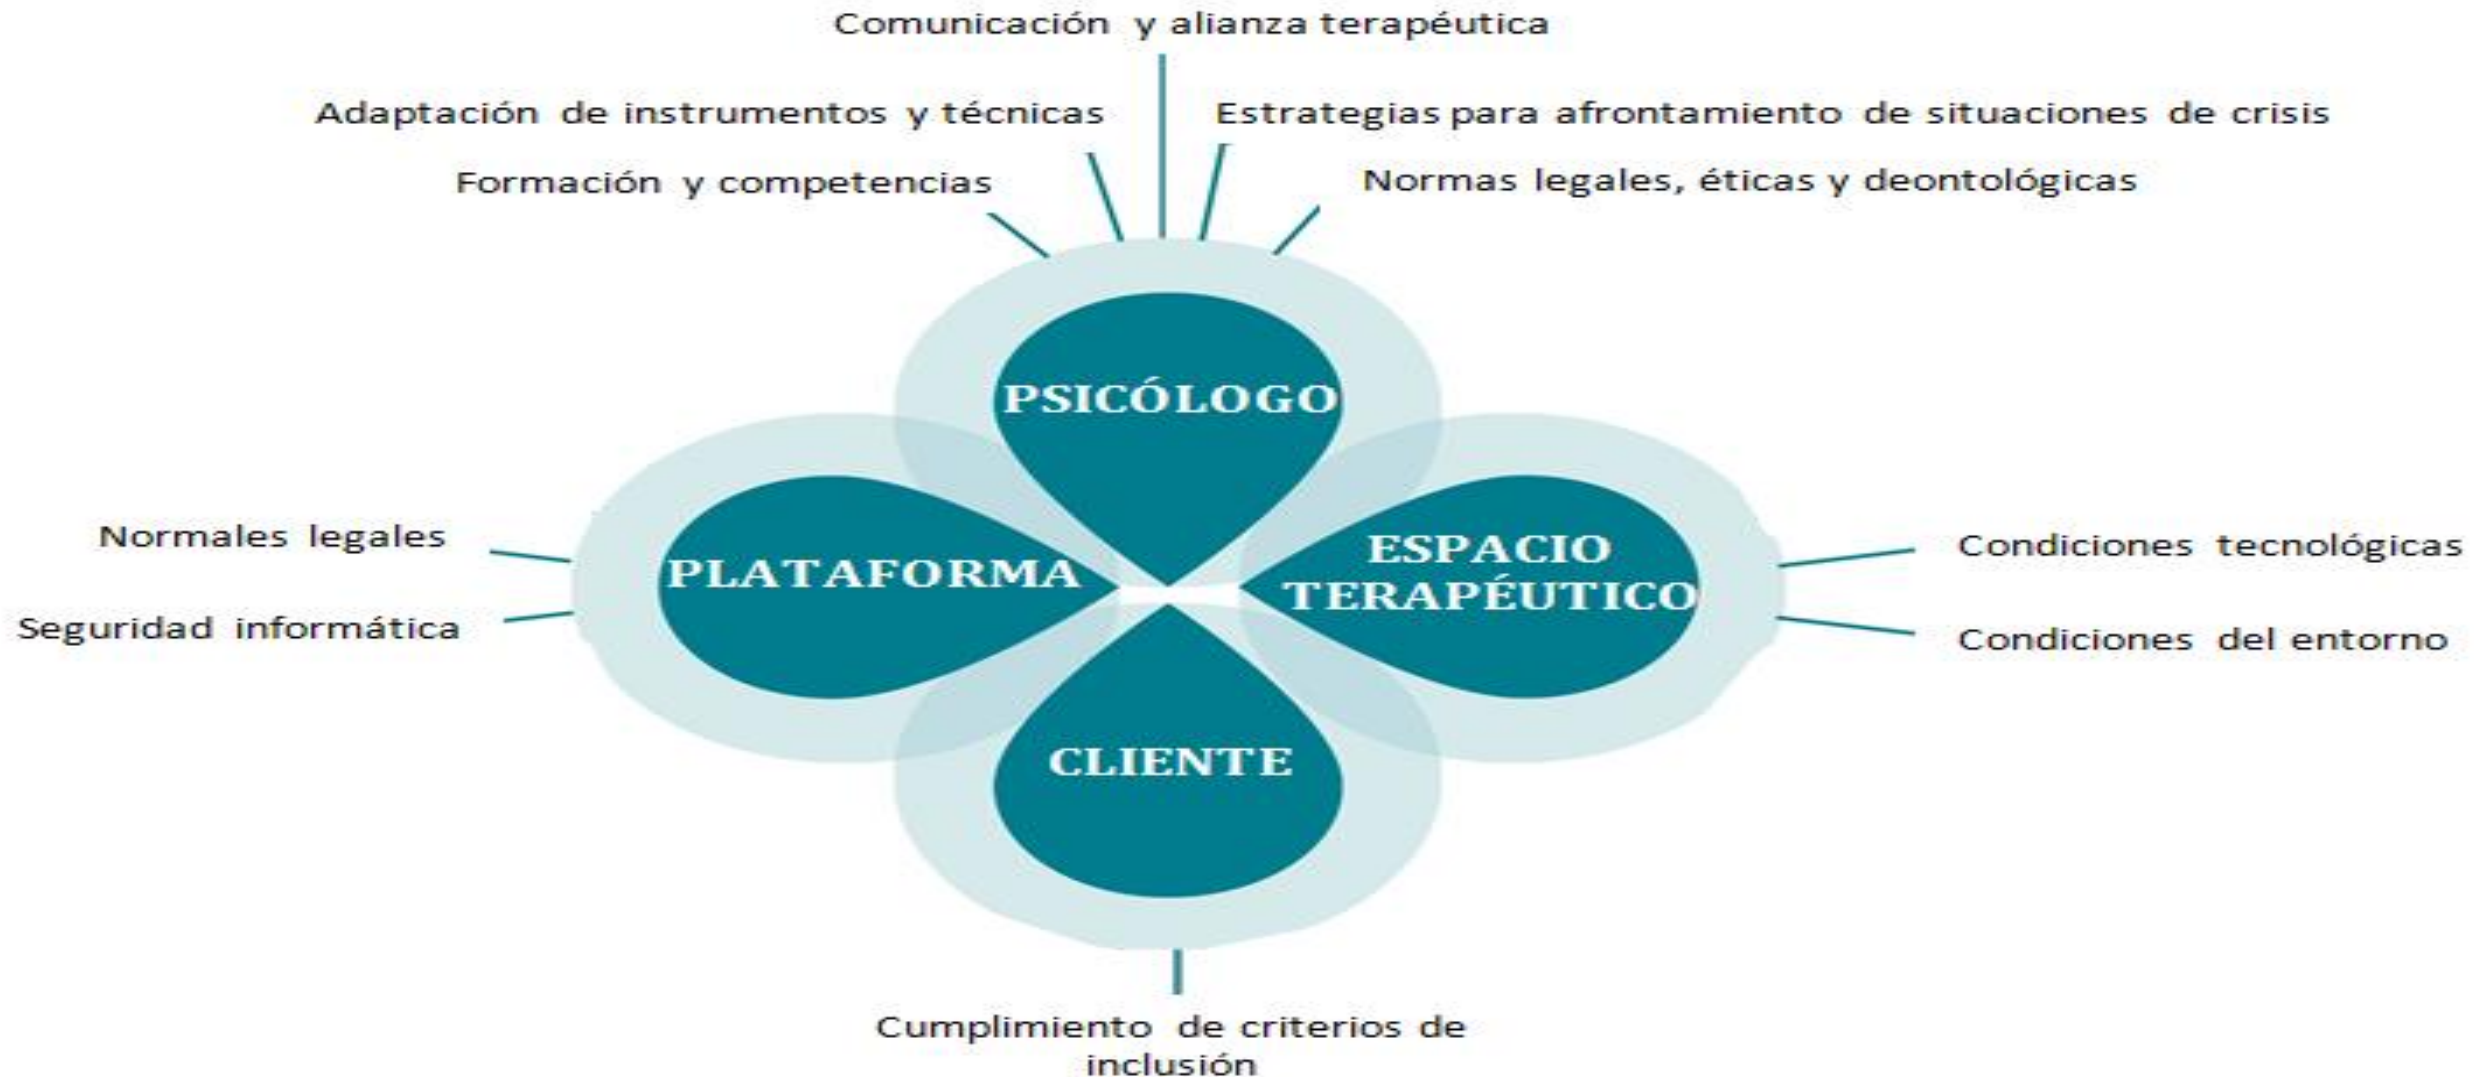 Comunicación y alianza terapéutica
Adaptación de instrumentos y técnicas
Estrategias para afrontamiento de situaciones de crisis
Formación y competencias
Normas legales, éticas y deontológicas
PSICÓLOGO
Normales legales
PLATAFORMA
ESPACIO
TERAPÉUTICO
Condiciones tecnológicas
Seguridad informática
Condiciones del entorno
CLIENTE
Cumplimiento de criterios de
inclusión